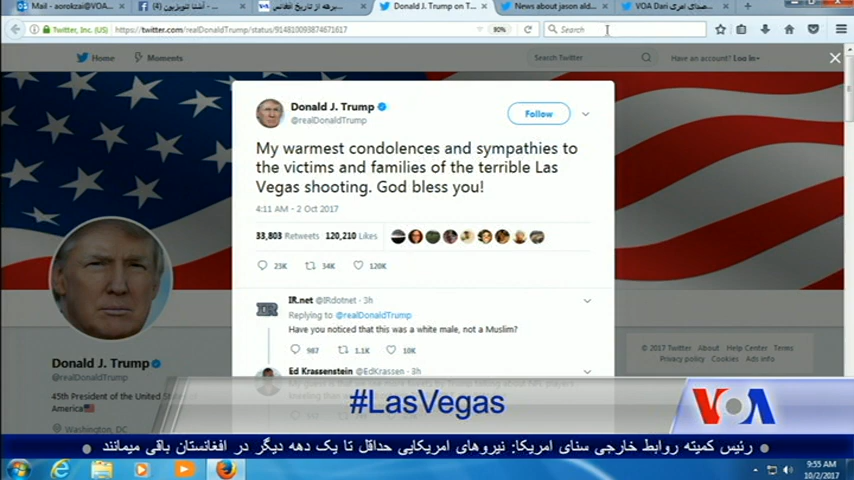 Mail - aorokzai@VOA...
Donald J. Trump on T...
News about jason ald...
VOA Dari صدای امری...
Twitter, Inc. (US)
https://twitter.com/realDonaldTrump/status/914810093874671617
80%
Search
Home
Moments
Search Twitter
Have an account? Log in
Donald J. Trump
@realDonaldTrump
Follow
My warmest condolences and sympathies to
the victims and families of the terrible Las
Vegas shooting. God bless you!
4:11 AM - 2 Oct 2017
33,803 Retweets 120,210 Likes
23K 34K 120K
IR.net @IRdotnet · 3h
Replying to @realDonaldTrump
Have you noticed that this was a white male, not a Muslim?
987 1.1K 10K
Ed Krassenstein @EdKrassen · 3h
Donald J. Trump
@realDonaldTrump
45th President of the United States of
America
Washington, DC
© 2017 Twitter About Help Center Terms
Privacy policy Cookies Ads info
#LasVegas
VOA
رئیس کمیته روابط خارجی سنای امریکا: نیروهای امریکایی حداقل تا یک دهه دیگر در افغانستان باقی میمانند
9:55 AM
10/2/2017